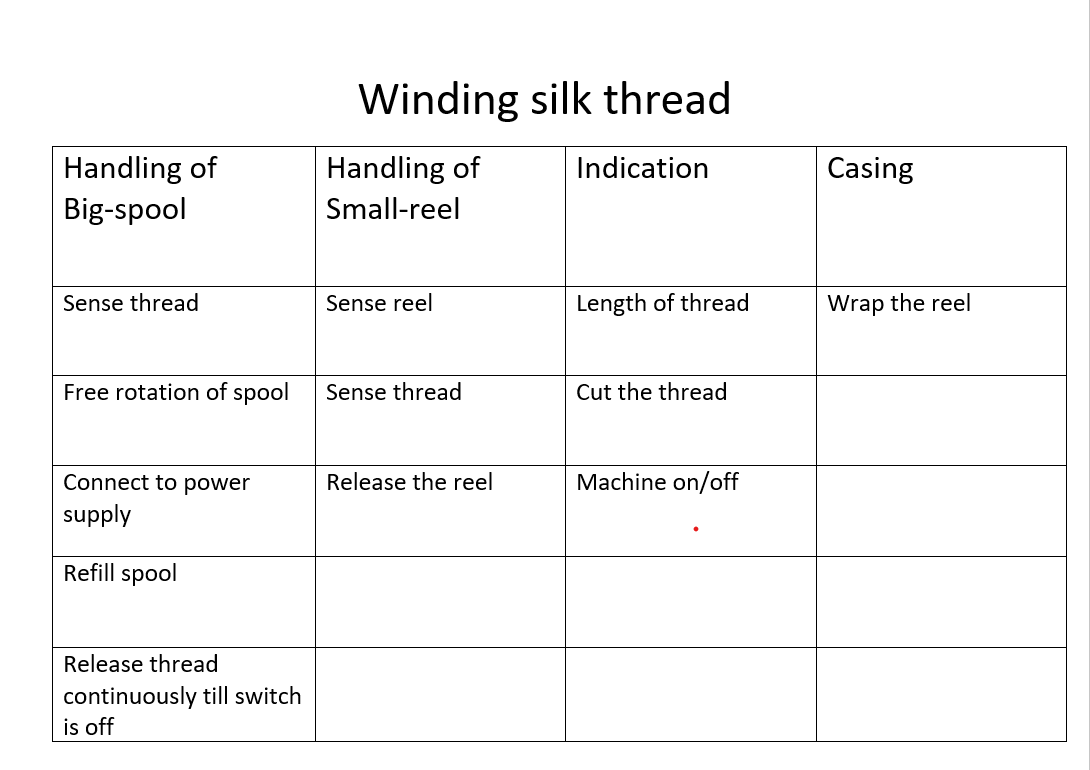 Winding silk thread
Handling of
Big-spool
Handling of
Small-reel
Indication
Casing
Sense thread
Sense reel
Length of thread
Wrap the reel
Free rotation of spool
Sense thread
Cut the thread
Connect to power
supply
Release the reel
Machine on/off
Refill spool
Release thread
continuously till switch
is off